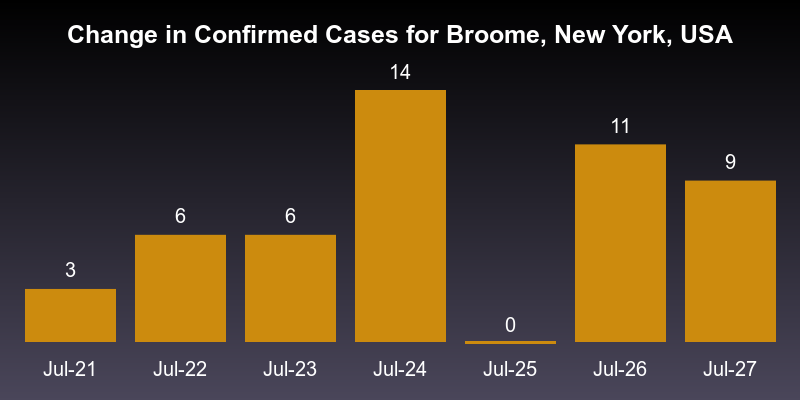 Change in Confirmed Cases for Broome, New York, USA
3
6
6
14
0
11
9
Jul-21
Jul-22
Jul-23
Jul-24
Jul-25
Jul-26
Jul-27